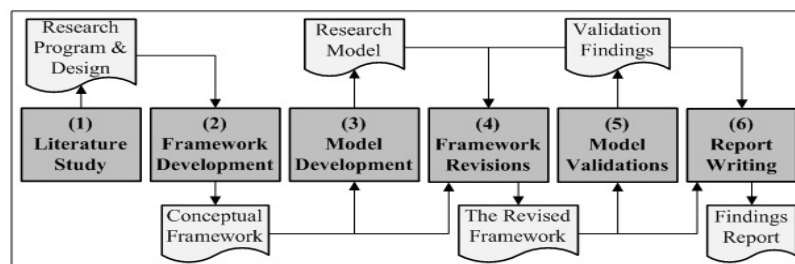 Research
Program &
Design
Research
Model
Validation
Findings
(1)
Literature
Study
(2)
Framework
Development
(3)
Model
Development
(4)
Framework
Revisions
(5)
Model
Validations
(6)
Report
Writing
Conceptual
Framework
The Revised
Framework
Findings
Report